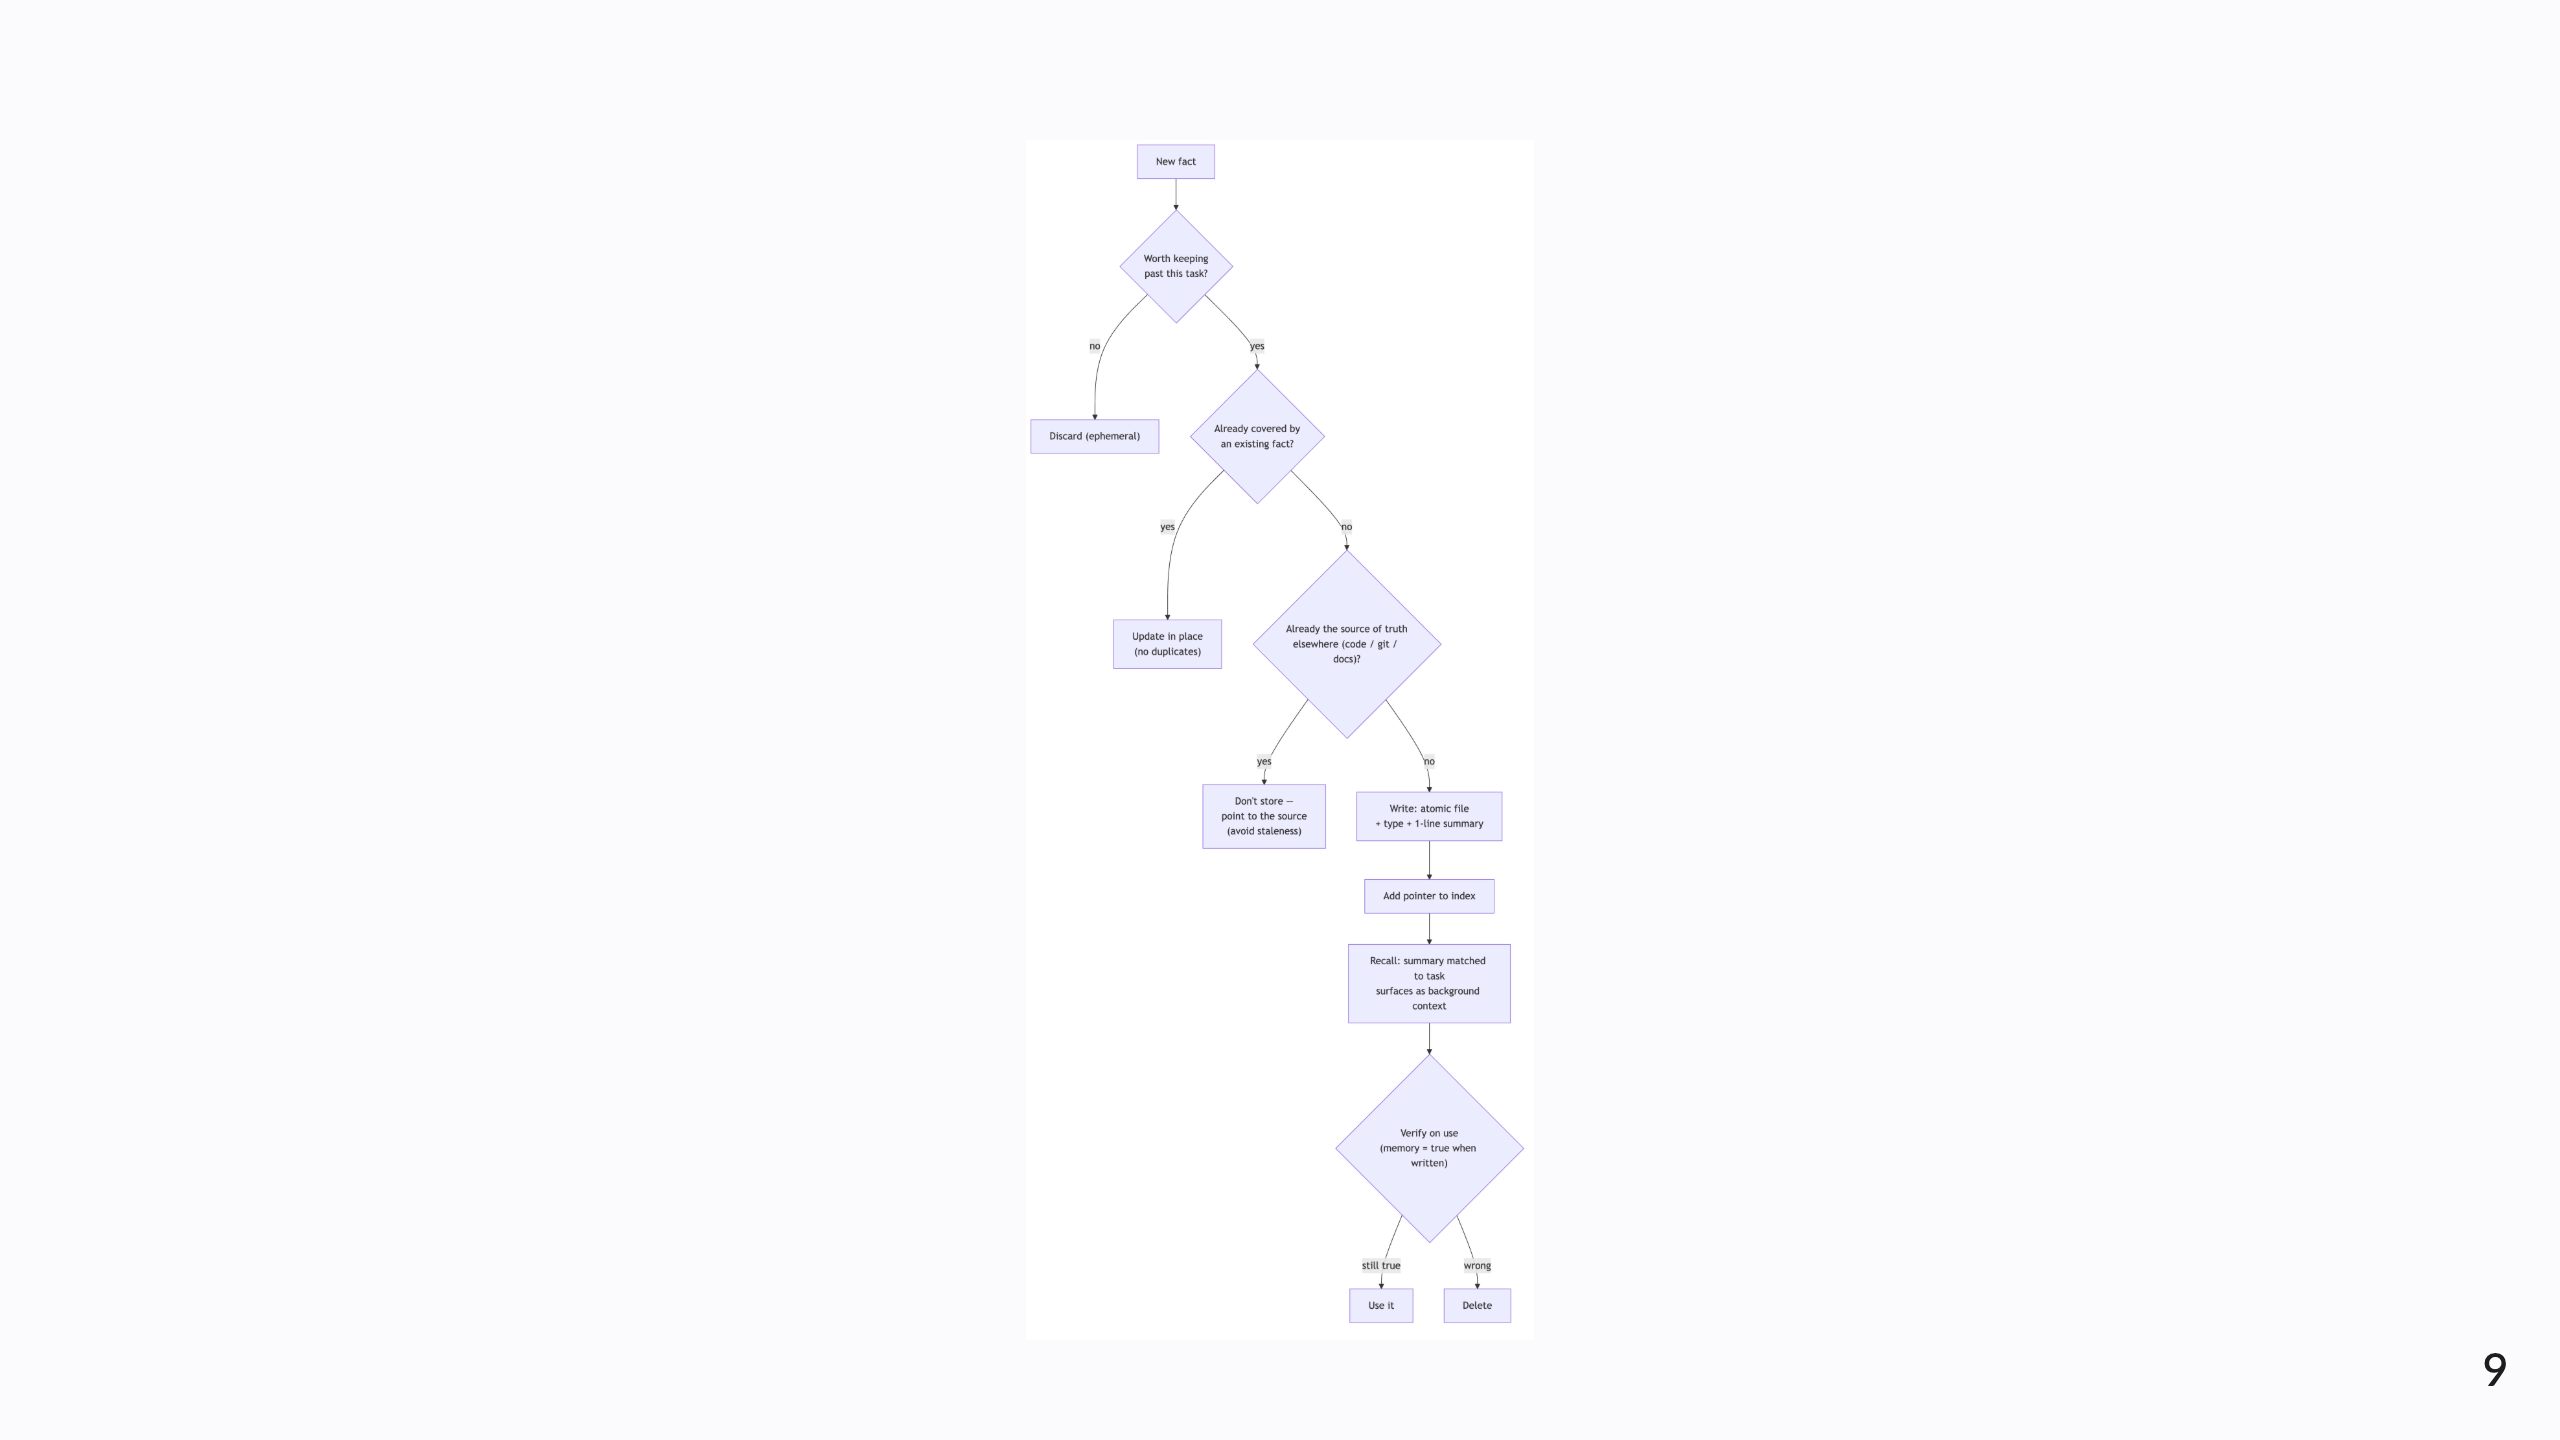 New fact
Worth keeping
past this task?
no
yes
Discard (ephemeral)
Already covered by
an existing fact?
yes
no
Update in place
(no duplicates)
Already the source of truth
elsewhere (code / git /
docs)?
yes
no
Don't store —
point to the source
(avoid staleness)
Write: atomic file
+ type + 1-line summary
Add pointer to index
Recall: summary matched
to task
surfaces as background
context
Verify on use
(memory = true when
written)
still true
wrong
Use it
Delete
9